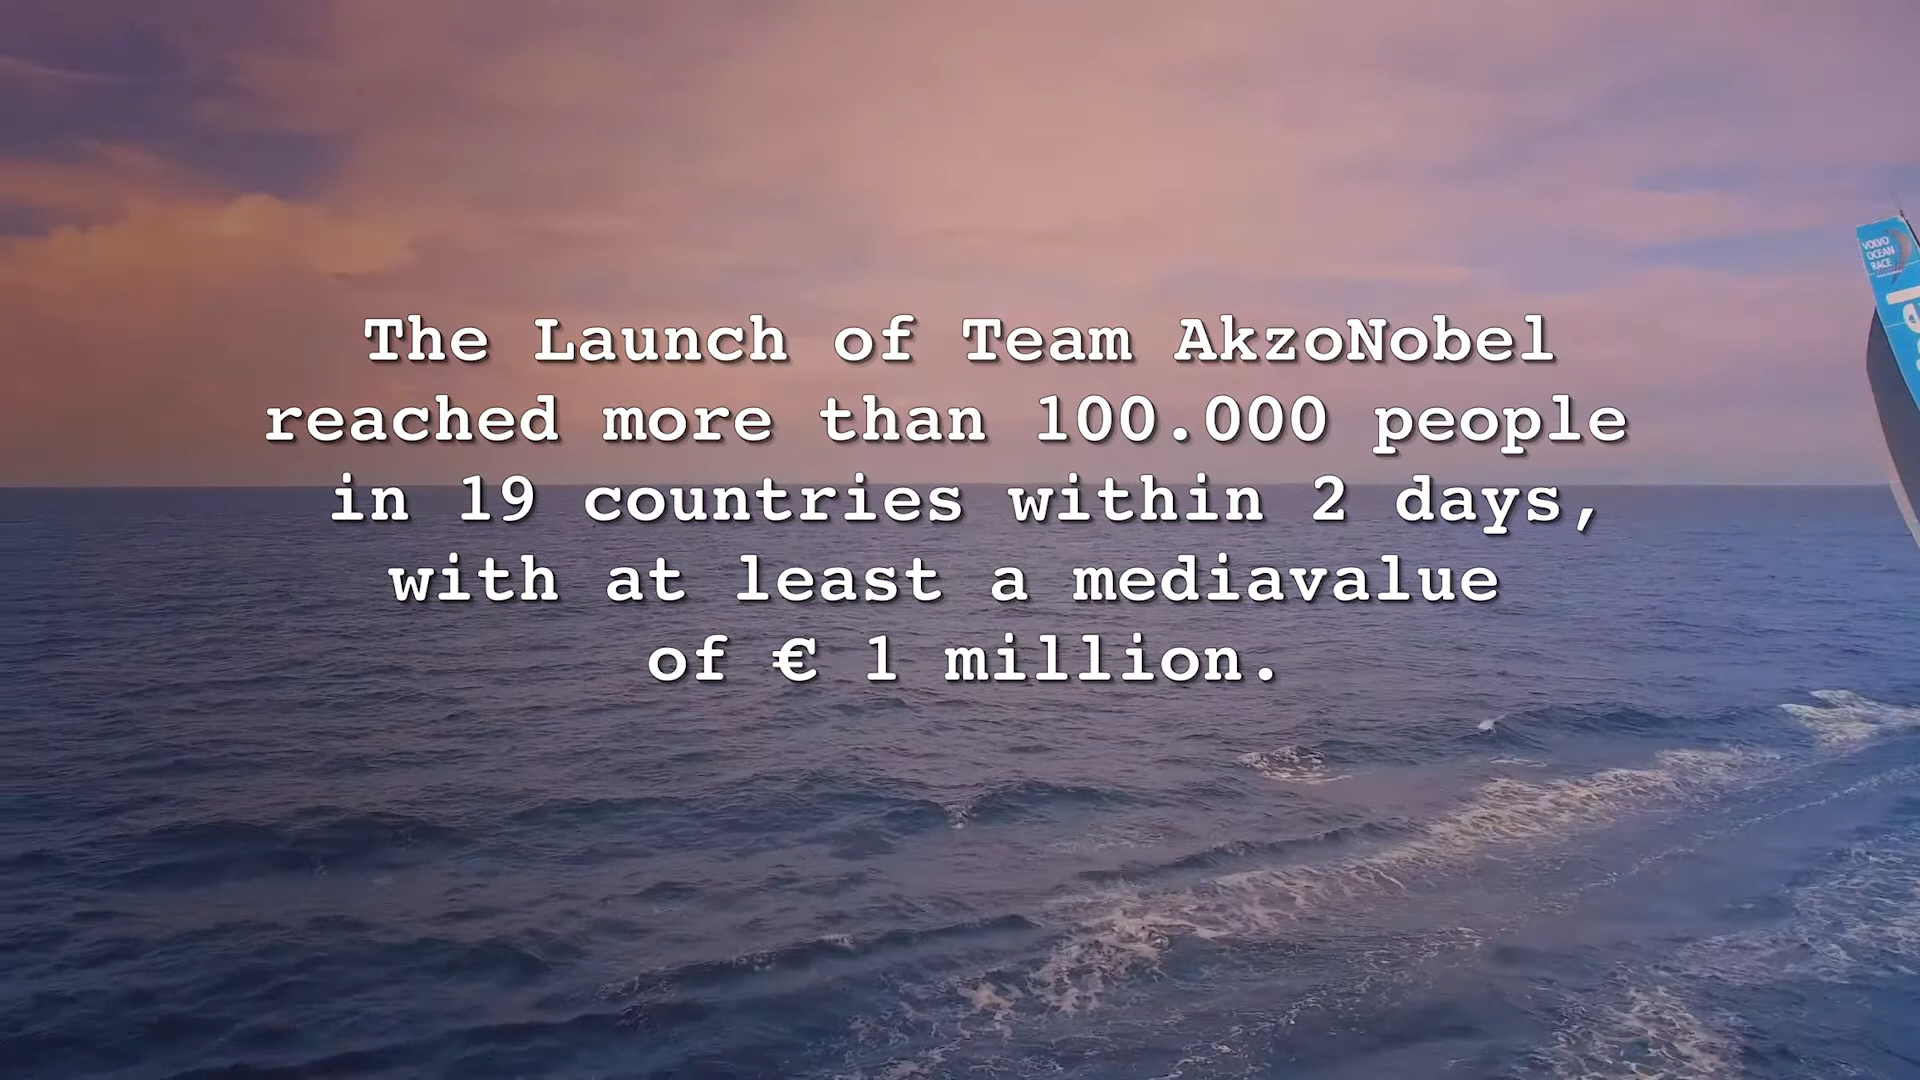 The Launch of Team AkzoNobel
reached more than 100.000 people
in 19 countries within 2 days,
with at least a mediavalue
of € 1 million.
VOLVO
OCEAN
RACE